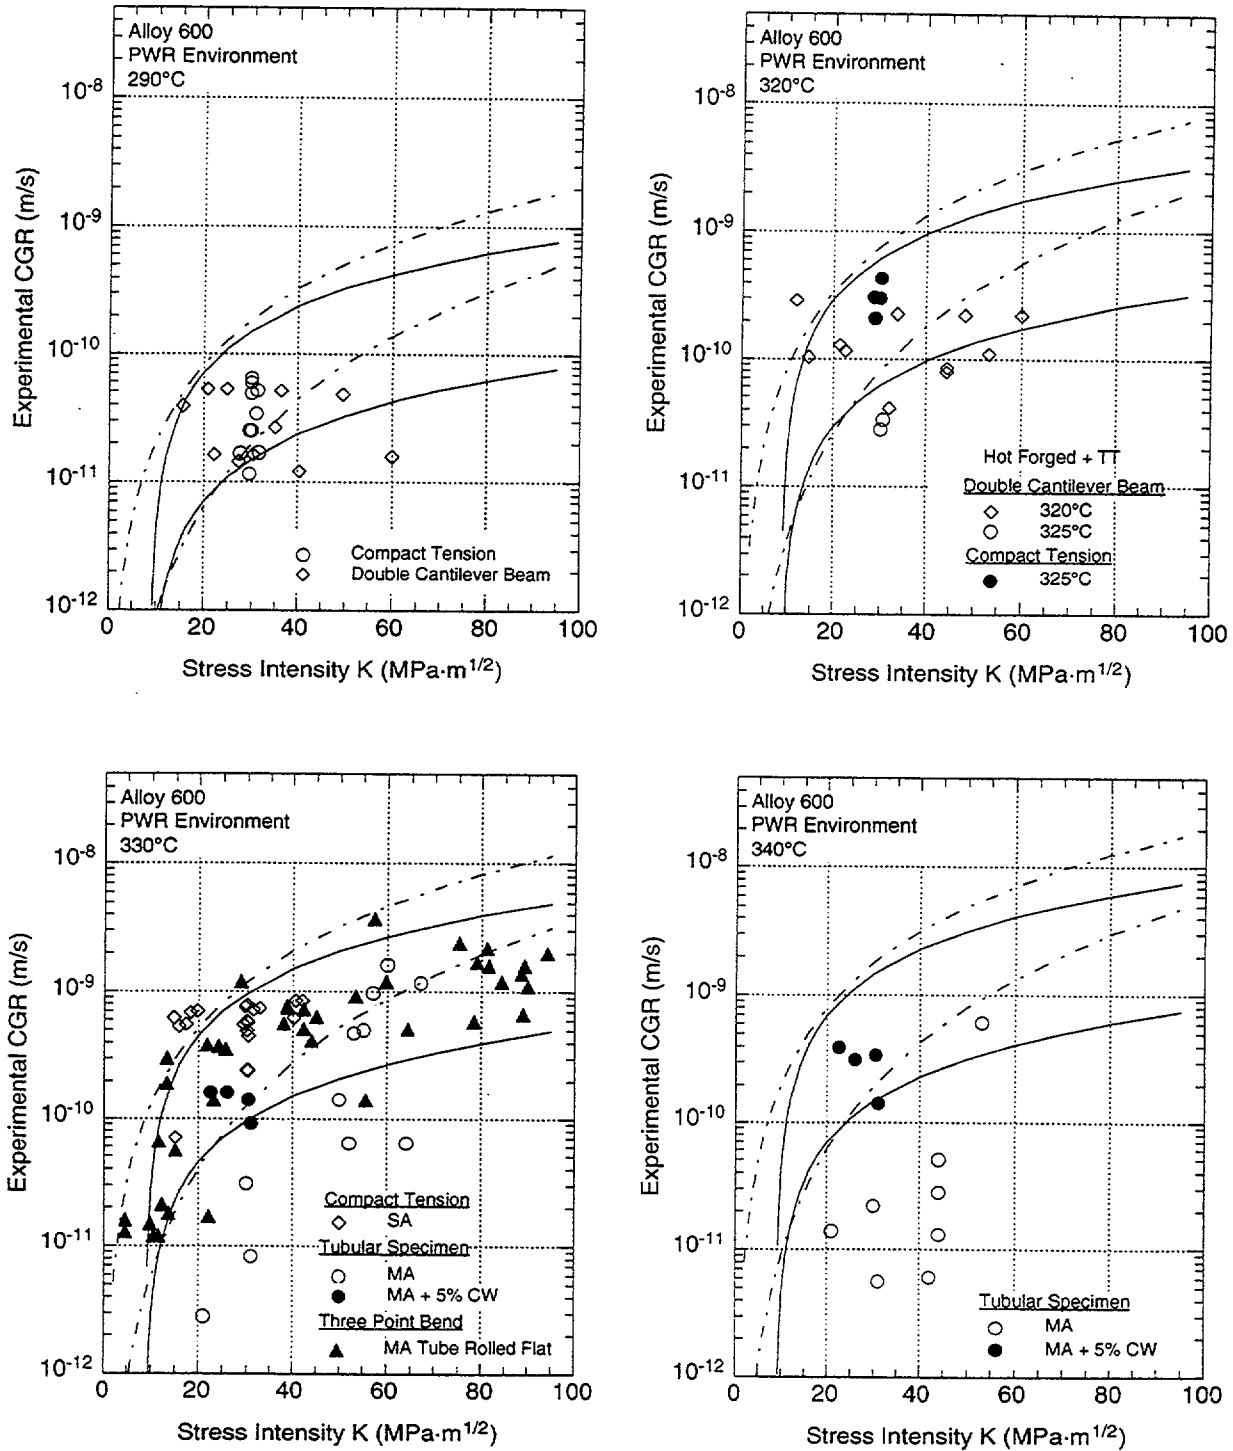 Alloy 600
PWR Environment
290°C
10⁻⁸
10⁻⁹
10⁻¹⁰
10⁻¹¹
10⁻¹²
Experimental CGR (m/s)
Compact Tension
Double Cantilever Beam
0 20 40 60 80 100
Stress Intensity K (MPa·m¹/²)
Alloy 600
PWR Environment
320°C
10⁻⁸
10⁻⁹
10⁻¹⁰
10⁻¹¹
10⁻¹²
Experimental CGR (m/s)
Hot Forged + TT
Double Cantilever Beam
320°C
325°C
Compact Tension
325°C
0 20 40 60 80 100
Stress Intensity K (MPa·m¹/²)
Alloy 600
PWR Environment
330°C
10⁻⁸
10⁻⁹
10⁻¹⁰
10⁻¹¹
10⁻¹²
Experimental CGR (m/s)
Compact Tension
SA
Tubular Specimen
MA
MA + 5% CW
Three Point Bend
MA Tube Rolled Flat
0 20 40 60 80 100
Stress Intensity K (MPa·m¹/²)
Alloy 600
PWR Environment
340°C
10⁻⁸
10⁻⁹
10⁻¹⁰
10⁻¹¹
10⁻¹²
Experimental CGR (m/s)
Tubular Specimen
MA
MA + 5% CW
0 20 40 60 80 100
Stress Intensity K (MPa·m¹/²)